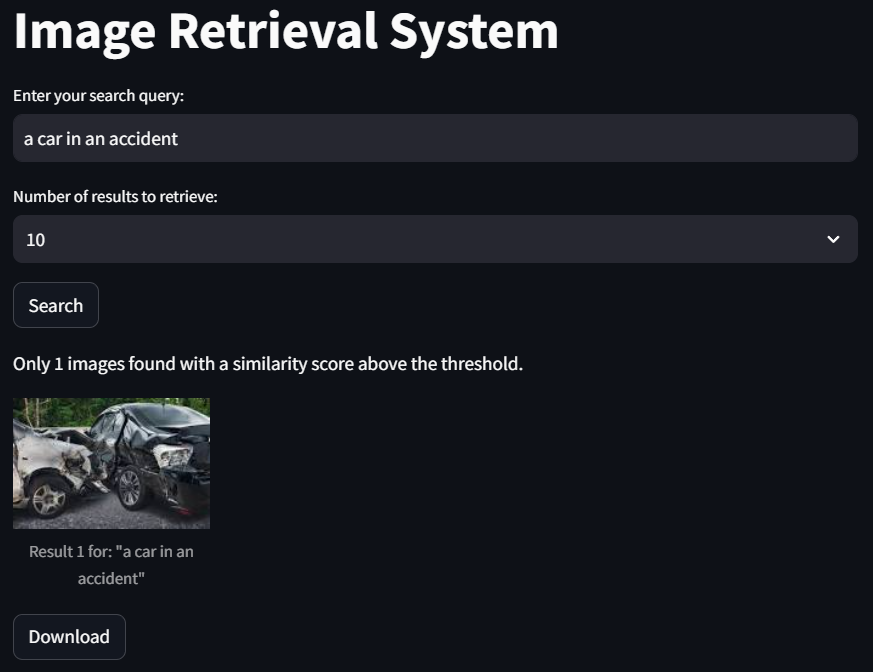 Image Retrieval System
Enter your search query:
a car in an accident
Number of results to retrieve:
10
Search
Only 1 images found with a similarity score above the threshold.
Result 1 for: "a car in an
accident"
Download